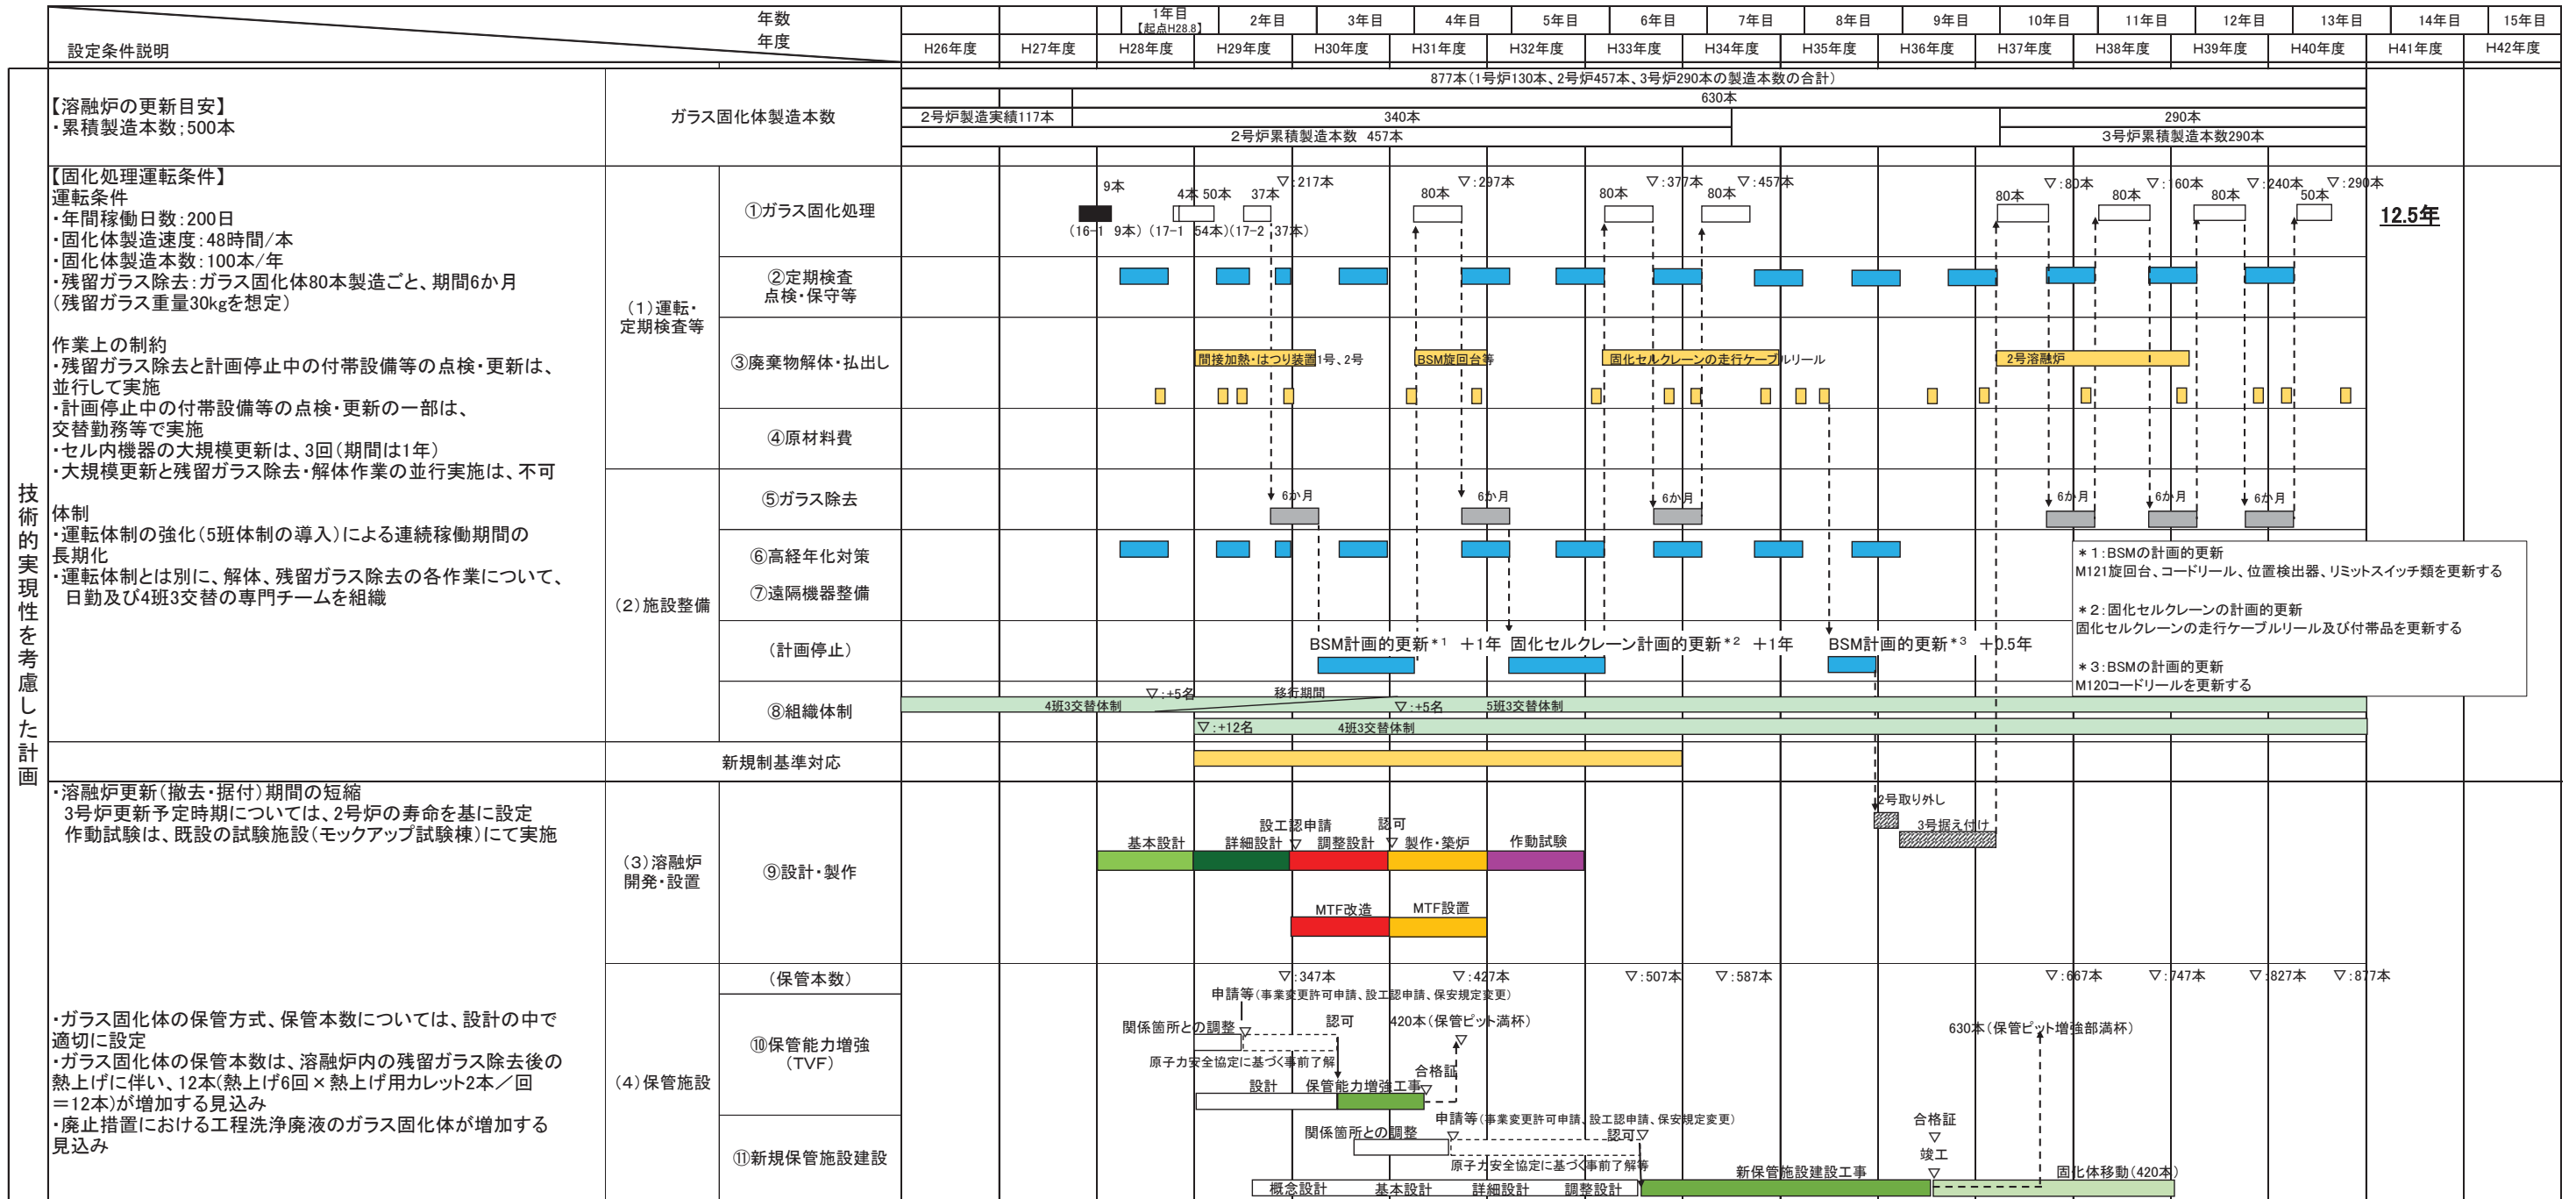 年数
年度
設定条件説明
1年目
【起点H28.8】
2年目
3年目
4年目
5年目
6年目
7年目
8年目
9年目
10年目
11年目
12年目
13年目
14年目
15年目
H26年度
H27年度
H28年度
H29年度
H30年度
H31年度
H32年度
H33年度
H34年度
H35年度
H36年度
H37年度
H38年度
H39年度
H40年度
H41年度
H42年度
技術的実現性を考慮した計画
【溶融炉の更新目安】
・累積製造本数;500本
ガラス固化体製造本数
877本(1号炉130本、2号炉457本、3号炉290本の製造本数の合計)
630本
2号炉製造実績117本
340本
290本
2号炉累積製造本数 457本
3号炉累積製造本数290本
【固化処理運転条件】
運転条件
・年間稼働日数:200日
・固化体製造速度:48時間/本
・固化体製造本数:100本/年
・残留ガラス除去:ガラス固化体80本製造ごと、期間6か月
(残留ガラス重量30kgを想定)
作業上の制約
・残留ガラス除去と計画停止中の付帯設備等の点検・更新は、
並行して実施
・計画停止中の付帯設備等の点検・更新の一部は、
交替勤務等で実施
・セル内機器の大規模更新は、3回(期間は1年)
・大規模更新と残留ガラス除去・解体作業の並行実施は、不可
体制
・運転体制の強化(5班体制の導入)による連続稼働期間の
長期化
・運転体制とは別に、解体、残留ガラス除去の各作業について、
日勤及び4班3交替の専門チームを組織
(1)運転・
定期検査等
①ガラス固化処理
9本
4本 50本
37本
▽:217本
80本
▽:297本
80本
▽:377本
80本
▽:457本
80本
▽:80本
80本
▽:160本
80本
▽:240本
50本
▽:290本
(16-1 9本)
(17-1 54本)
(17-2 37本)
12.5年
②定期検査
点検・保守等
③廃棄物解体・払出し
間接加熱・はつり装置1号、2号
BSM旋回台等
固化セルクレーンの走行ケーブルリール
2号溶融炉
④原材料費
(2)施設整備
⑤ガラス除去
6か月
6か月
6か月
6か月
6か月
6か月
⑥高経年化対策
⑦遠隔機器整備
(計画停止)
BSM計画的更新*1 +1年
固化セルクレーン計画的更新*2 +1年
BSM計画的更新*3 +0.5年
*1:BSMの計画的更新
M121旋回台、コードリール、位置検出器、リミットスイッチ類を更新する
*2:固化セルクレーンの計画的更新
固化セルクレーンの走行ケーブルリール及び付帯品を更新する
*3:BSMの計画的更新
M120コードリールを更新する
⑧組織体制
4班3交替体制
▽:+5名
移行期間
▽:+5名
5班3交替体制
▽:+12名
4班3交替体制
新規制基準対応
・溶融炉更新(撤去・据付)期間の短縮
3号炉更新予定時期については、2号炉の寿命を基に設定
作動試験は、既設の試験施設(モックアップ試験棟)にて実施
(3)溶融炉
開発・設置
⑨設計・製作
2号取り外し
3号据え付け
設工認申請
認可
基本設計
詳細設計
▽
調整設計
▽
製作・築炉
作動試験
MTF改造
MTF設置
・ガラス固化体の保管方式、保管本数については、設計の中で
適切に設定
・ガラス固化体の保管本数は、溶融炉内の残留ガラス除去後の
熱上げに伴い、12本(熱上げ6回×熱上げ用カレット2本/回
=12本)が増加する見込み
・廃止措置における工程洗浄廃液のガラス固化体が増加する
見込み
(4)保管施設
(保管本数)
▽:347本
▽:427本
▽:507本
▽:587本
▽:667本
▽:747本
▽:827本
▽:877本
⑩保管能力増強
(TVF)
申請等(事業変更許可申請、設工認申請、保安規定変更)
関係箇所との調整
▽
認可
420本(保管ピット満杯)
▽
原子力安全協定に基づく事前了解
設計
保管能力増強工事
合格証
▽
630本(保管ピット増強部満杯)
⑪新規保管施設建設
申請等(事業変更許可申請、設工認申請、保安規定変更)
関係箇所との調整
▽
認可▽
原子力安全協定に基づく事前了解等
合格証
▽
竣工
▽
概念設計
基本設計
詳細設計
調整設計
新保管施設建設工事
固化体移動(420本)